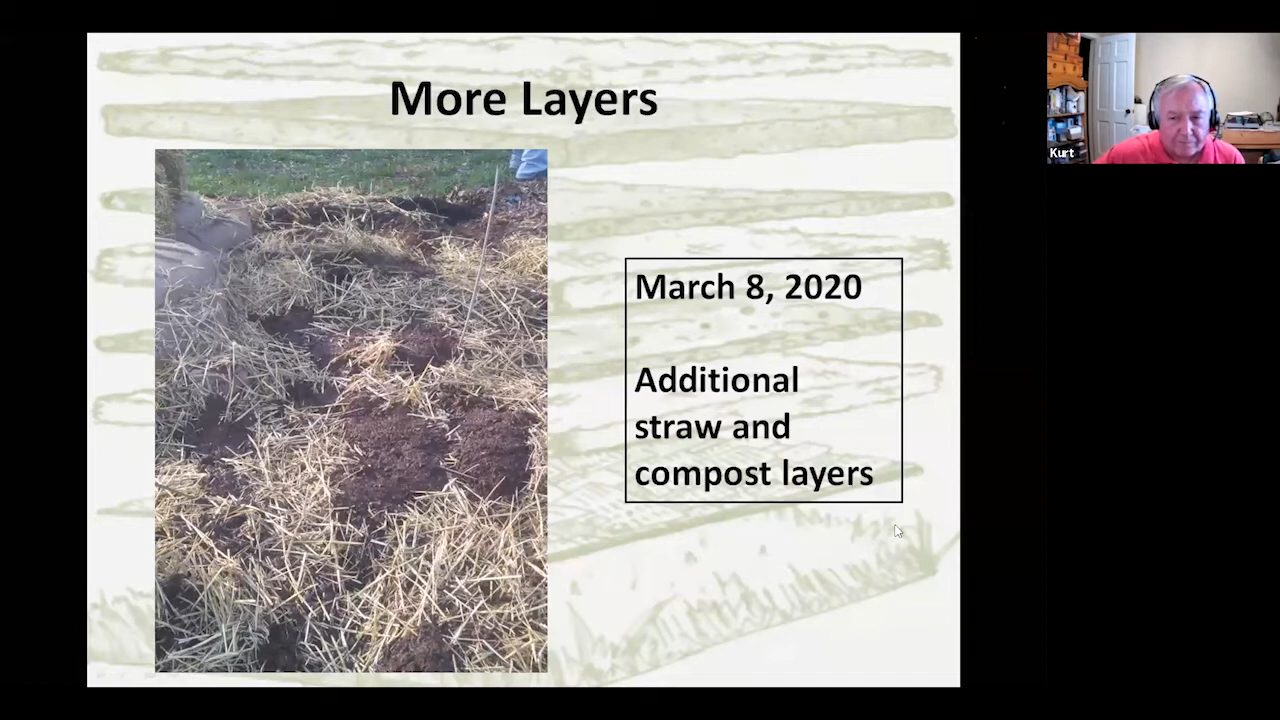 More Layers
March 8, 2020
Additional
straw and
compost layers
Kurt